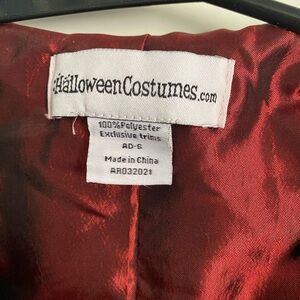 HalloweenCostumes.com
100%Polyester
Exclusive trims
AD-S
Made in China
AR032021